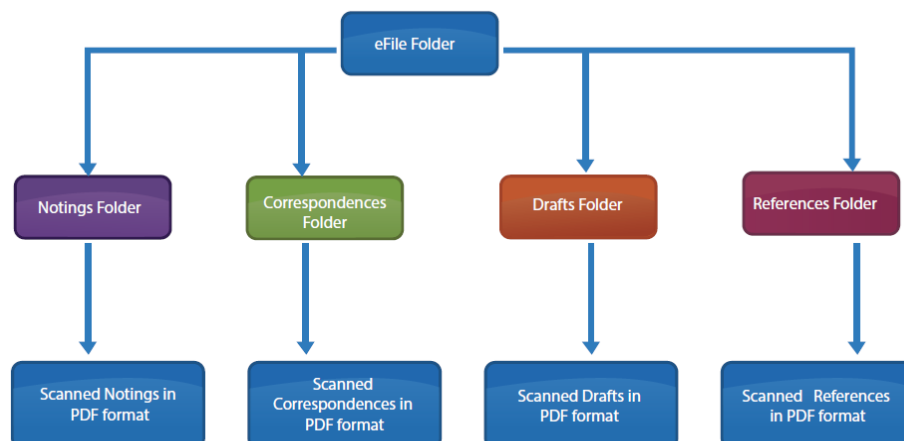 eFile Folder
Notings Folder
Correspondences
Folder
Drafts Folder
References Folder
Scanned Notings in
PDF format
Scanned
Correspondences in
PDF format
Scanned Drafts in
PDF format
Scanned References
in PDF format